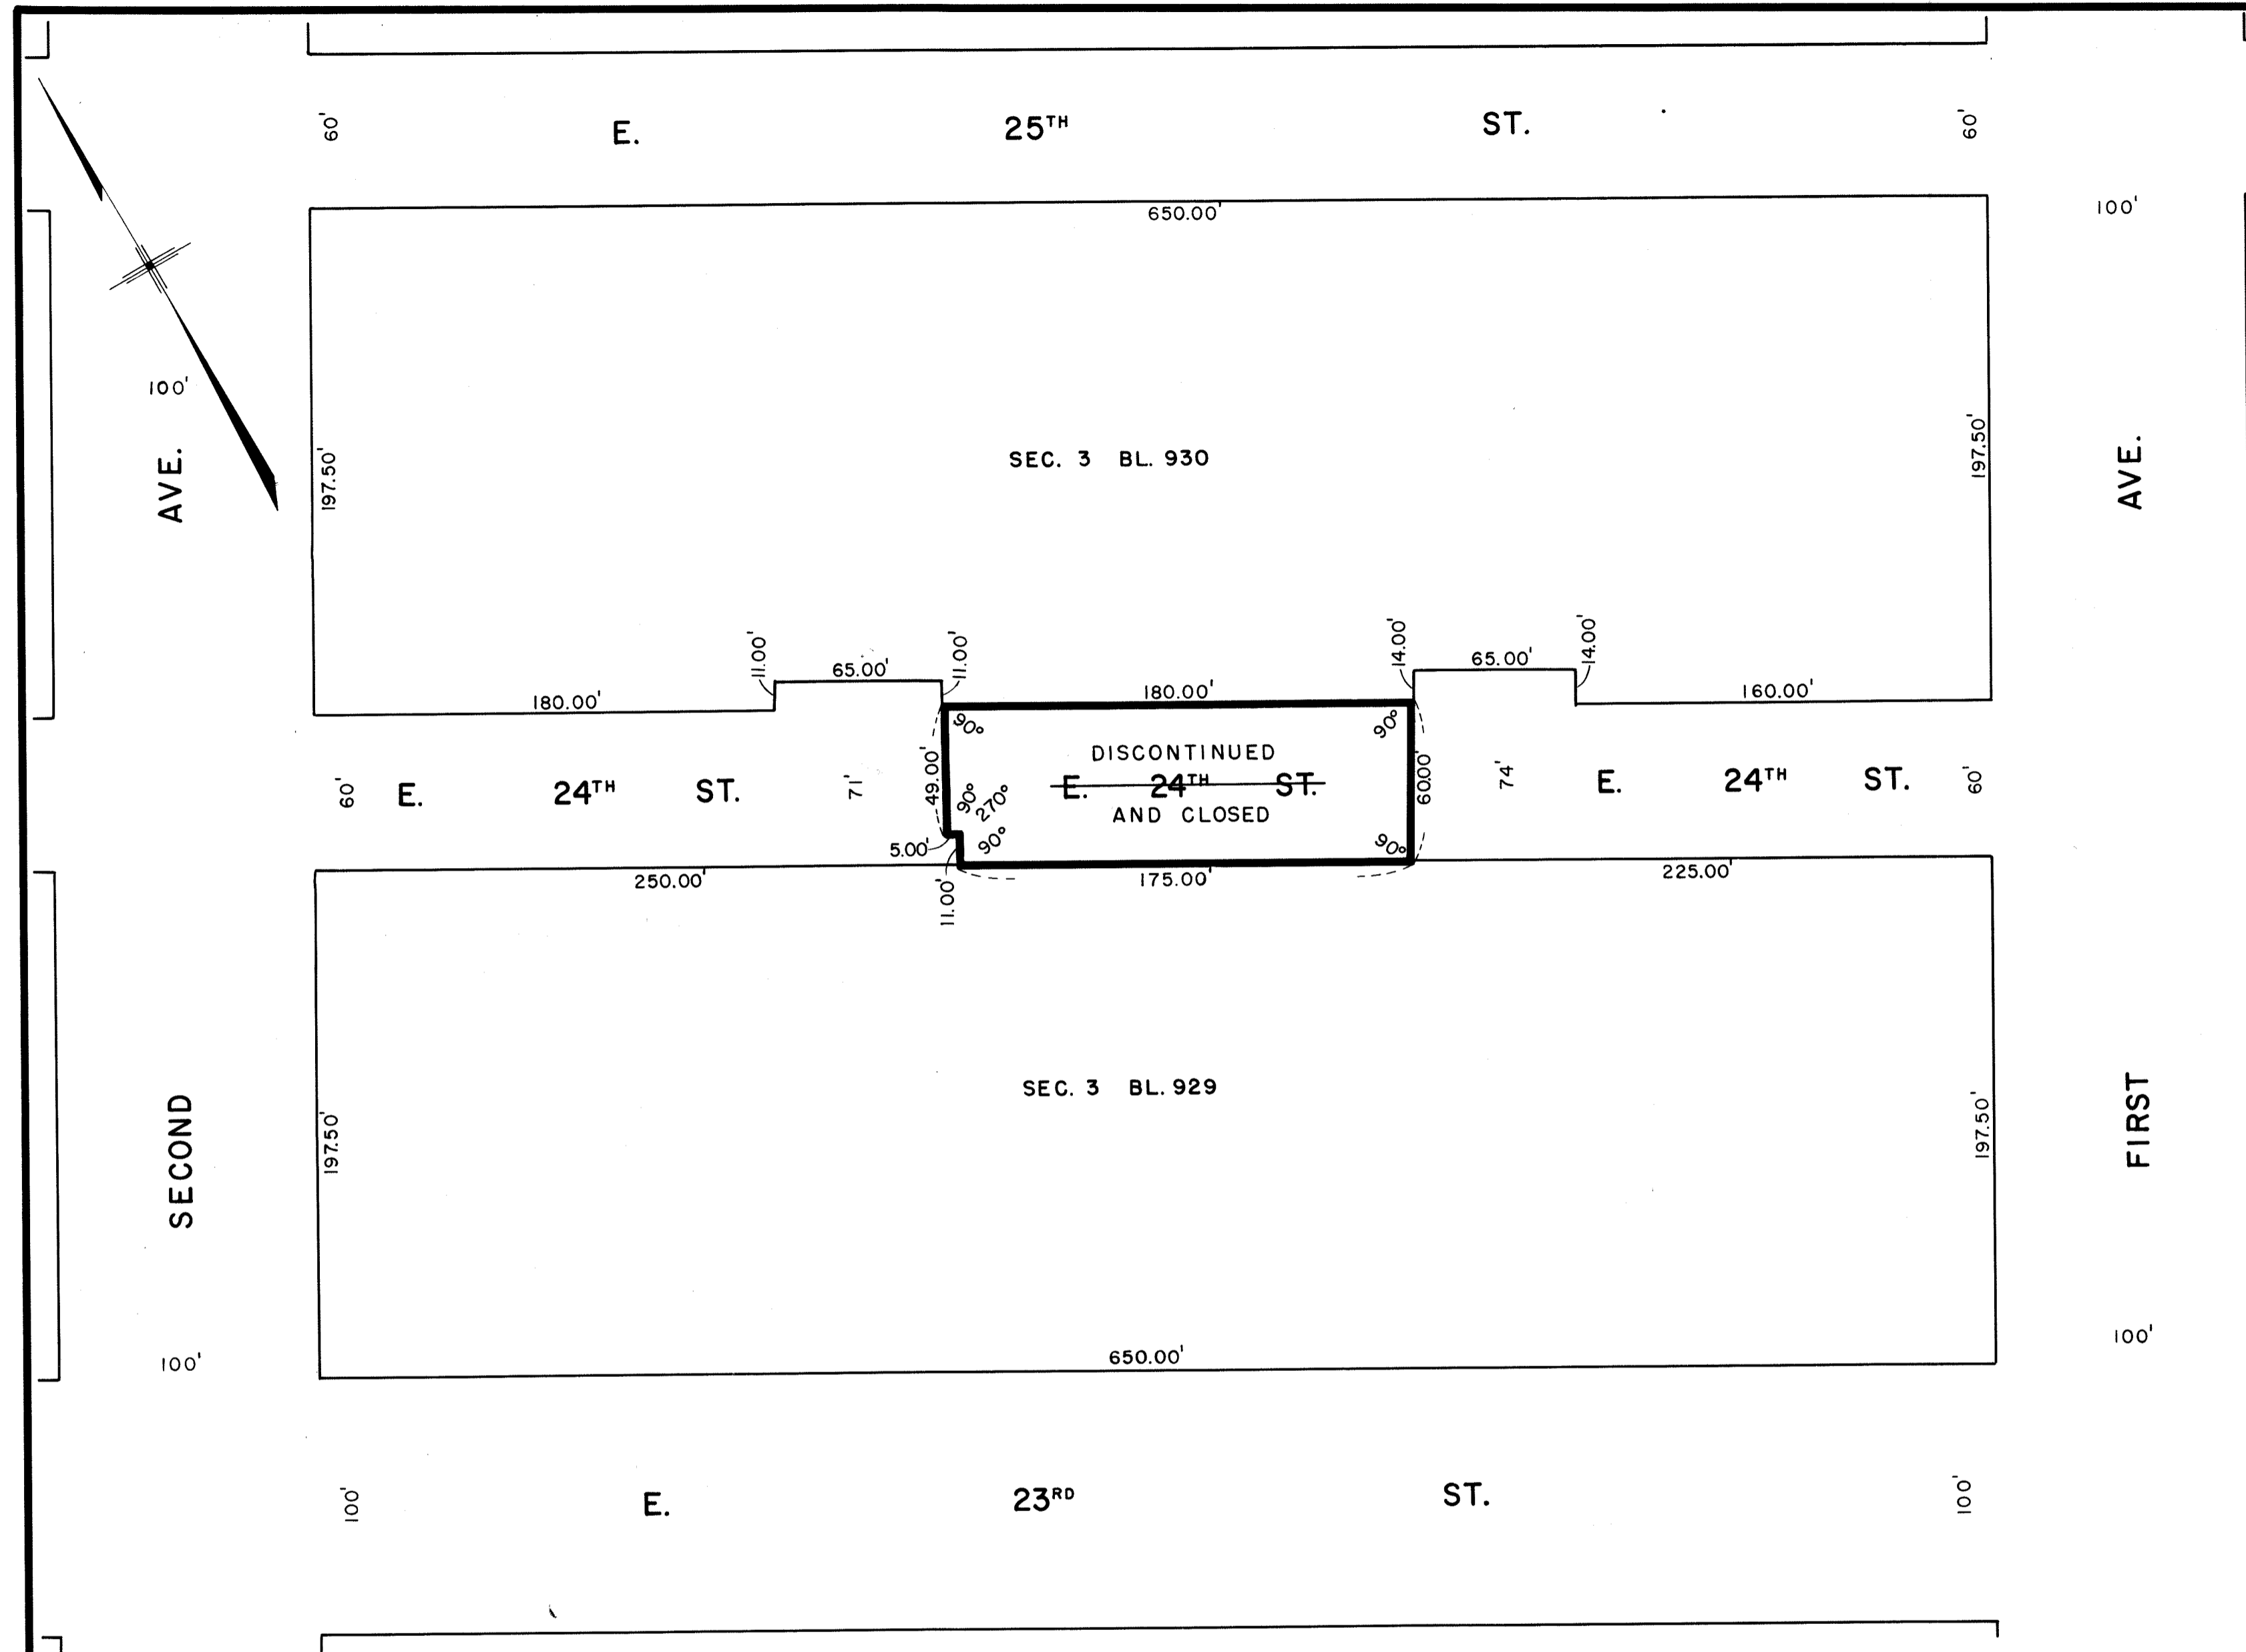 60' E. 25TH ST. 60'
650.00'
100'
100'
AVE.
197.50'
SEC. 3 BL. 930
197.50'
AVE.
11.00'
65.00'
11.00'
14.00'
65.00'
14.00'
180.00'
180.00'
160.00'
90°
90°
DISCONTINUED
60' E. 24TH ST. 71' 49.00' 90° 270° E. 24TH ST. 60.00' 74' E. 24TH ST. 60'
AND CLOSED
5.00'
90°
90°
250.00'
11.00'
175.00'
225.00'
SECOND
197.50'
SEC. 3 BL. 929
197.50'
FIRST
100'
650.00'
100'
100' E. 23RD ST. 100'